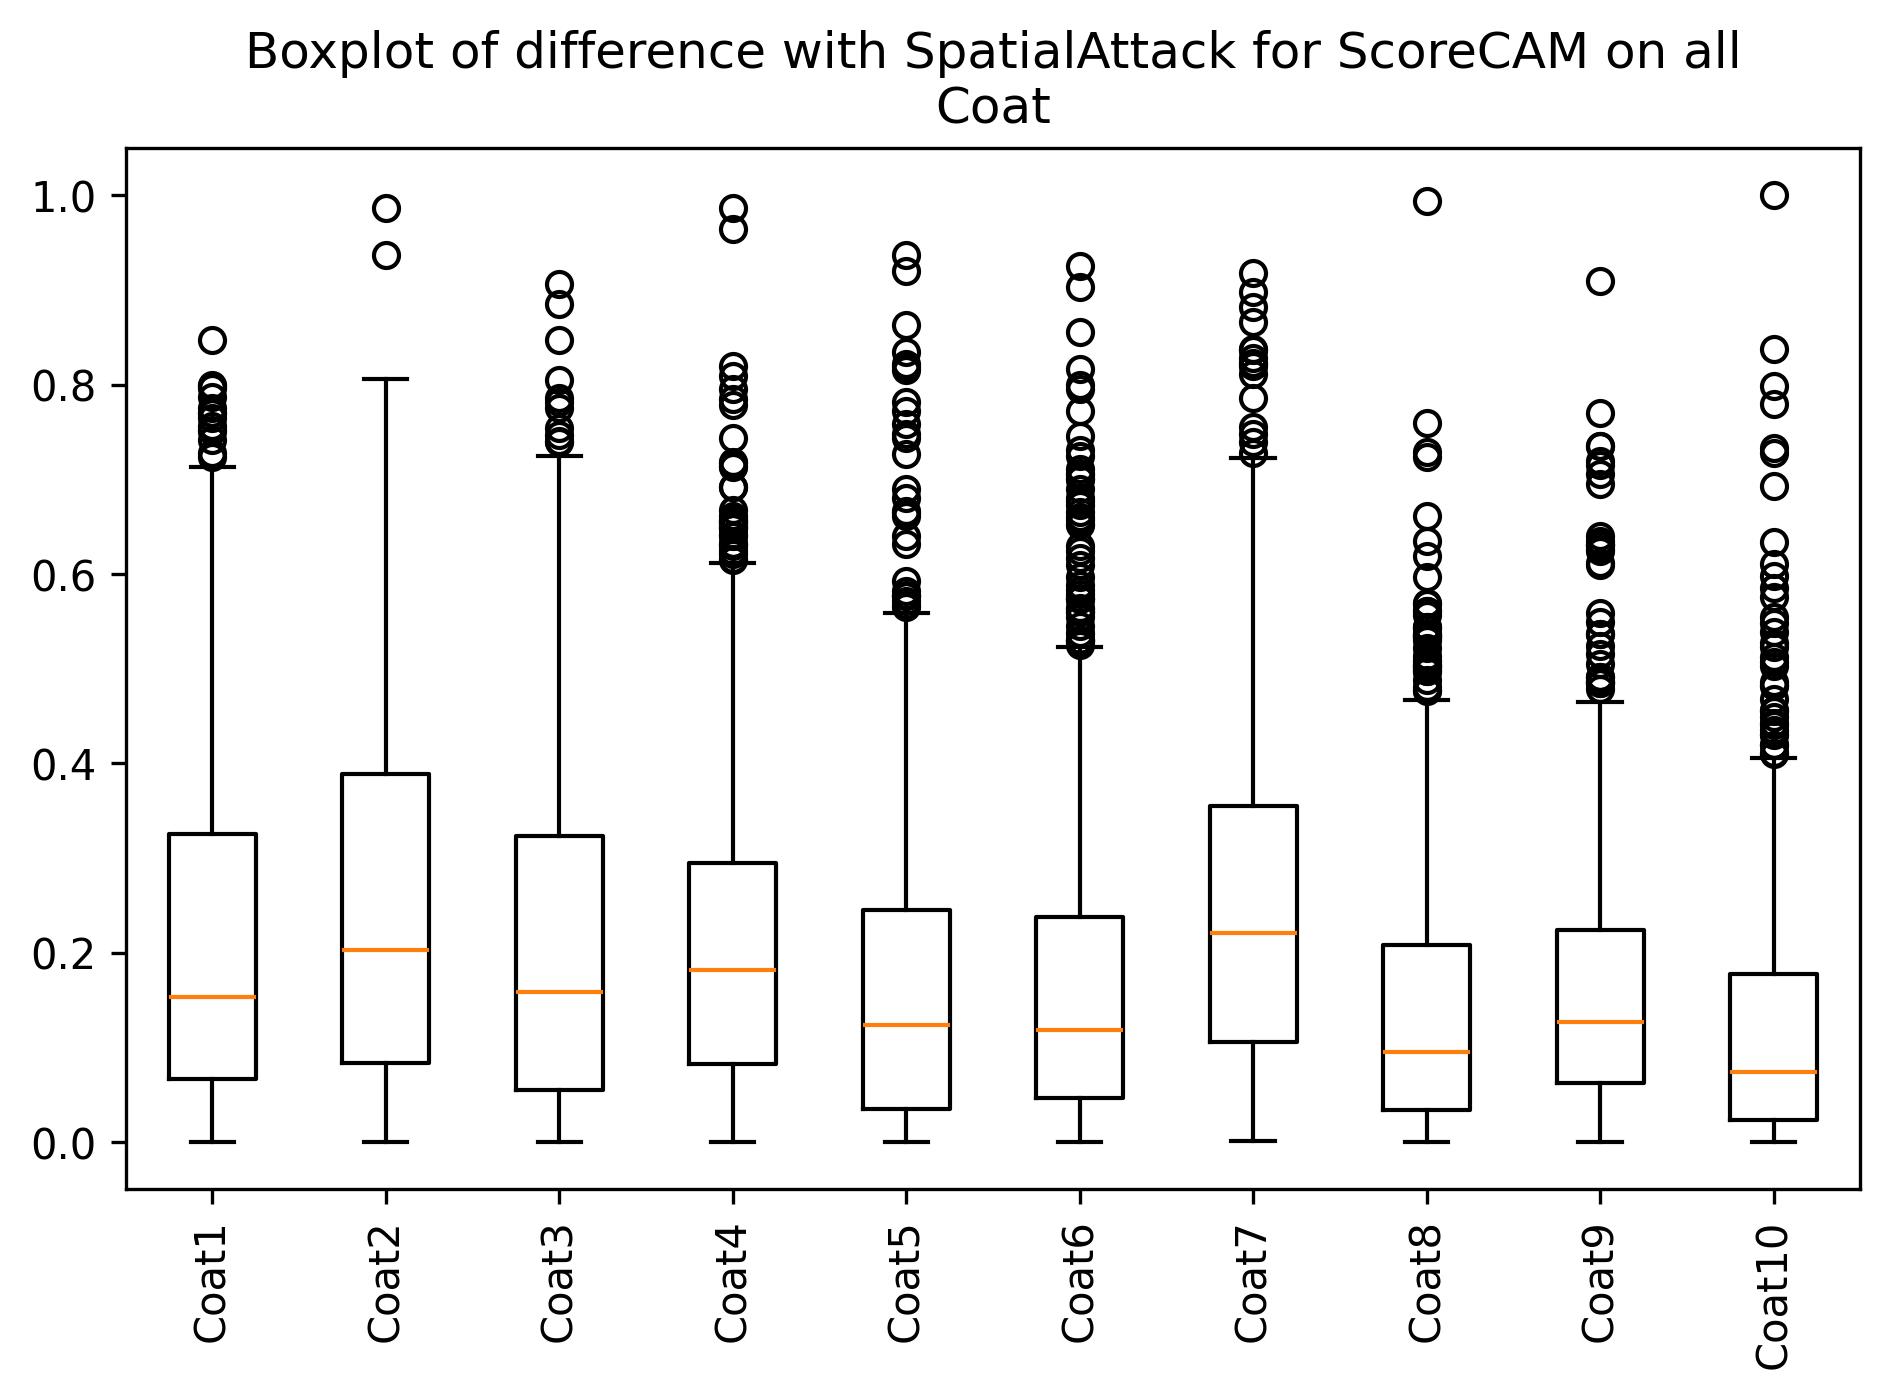 Boxplot of difference with SpatialAttack for ScoreCAM on all
Coat
1.0
0.8
0.6
0.4
0.2
0.0
Coat1
Coat2
Coat3
Coat4
Coat5
Coat6
Coat7
Coat8
Coat9
Coat10